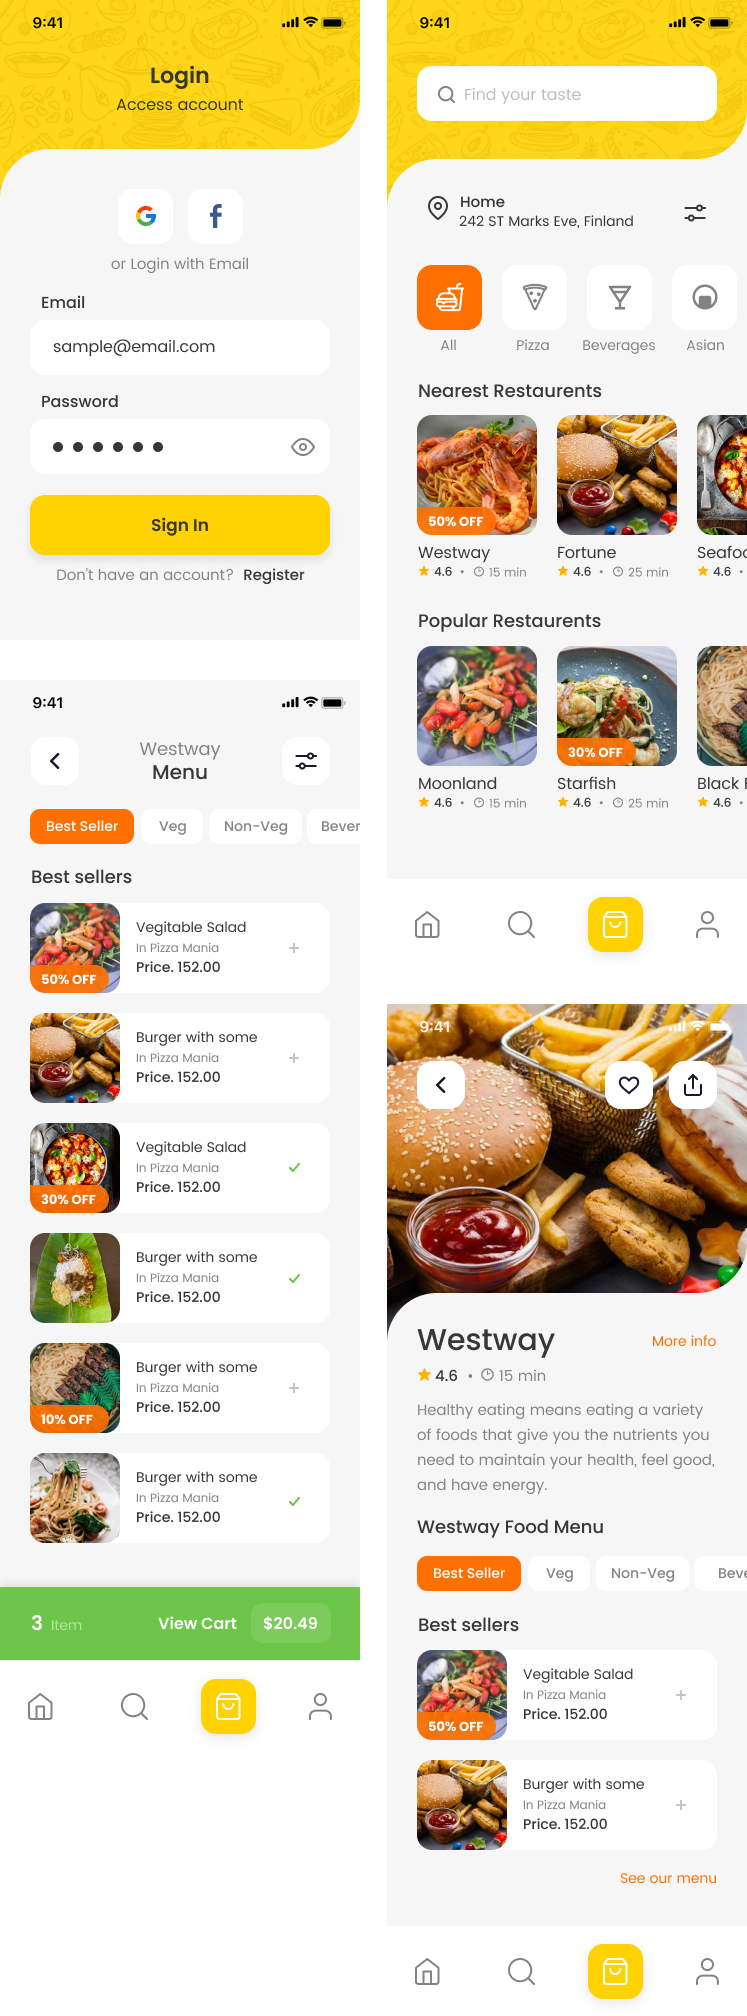 9:41
Login
Access account
or Login with Email
Email
sample@email.com
Password
Sign In
Don't have an account? Register
9:41
Find your taste
Home
242 ST Marks Eve, Finland
All
Pizza
Beverages
Asian
Nearest Restaurents
50% OFF
Westway
Fortune
Seafoo
4.6 • 15 min
4.6 • 25 min
4.6 •
Popular Restaurents
30% OFF
Moonland
Starfish
Black F
4.6 • 15 min
4.6 • 25 min
4.6 •
9:41
Westway
Menu
Best Seller
Veg
Non-Veg
Bever
Best sellers
Vegitable Salad
In Pizza Mania
Price. 152.00
50% OFF
Burger with some
In Pizza Mania
Price. 152.00
Vegitable Salad
In Pizza Mania
Price. 152.00
30% OFF
Burger with some
In Pizza Mania
Price. 152.00
Burger with some
In Pizza Mania
Price. 152.00
10% OFF
Burger with some
In Pizza Mania
Price. 152.00
3 Item
View Cart
$20.49
9:41
Westway
More info
4.6 • 15 min
Healthy eating means eating a variety
of foods that give you the nutrients you
need to maintain your health, feel good,
and have energy.
Westway Food Menu
Best Seller
Veg
Non-Veg
Beve
Best sellers
Vegitable Salad
In Pizza Mania
Price. 152.00
50% OFF
Burger with some
In Pizza Mania
Price. 152.00
See our menu